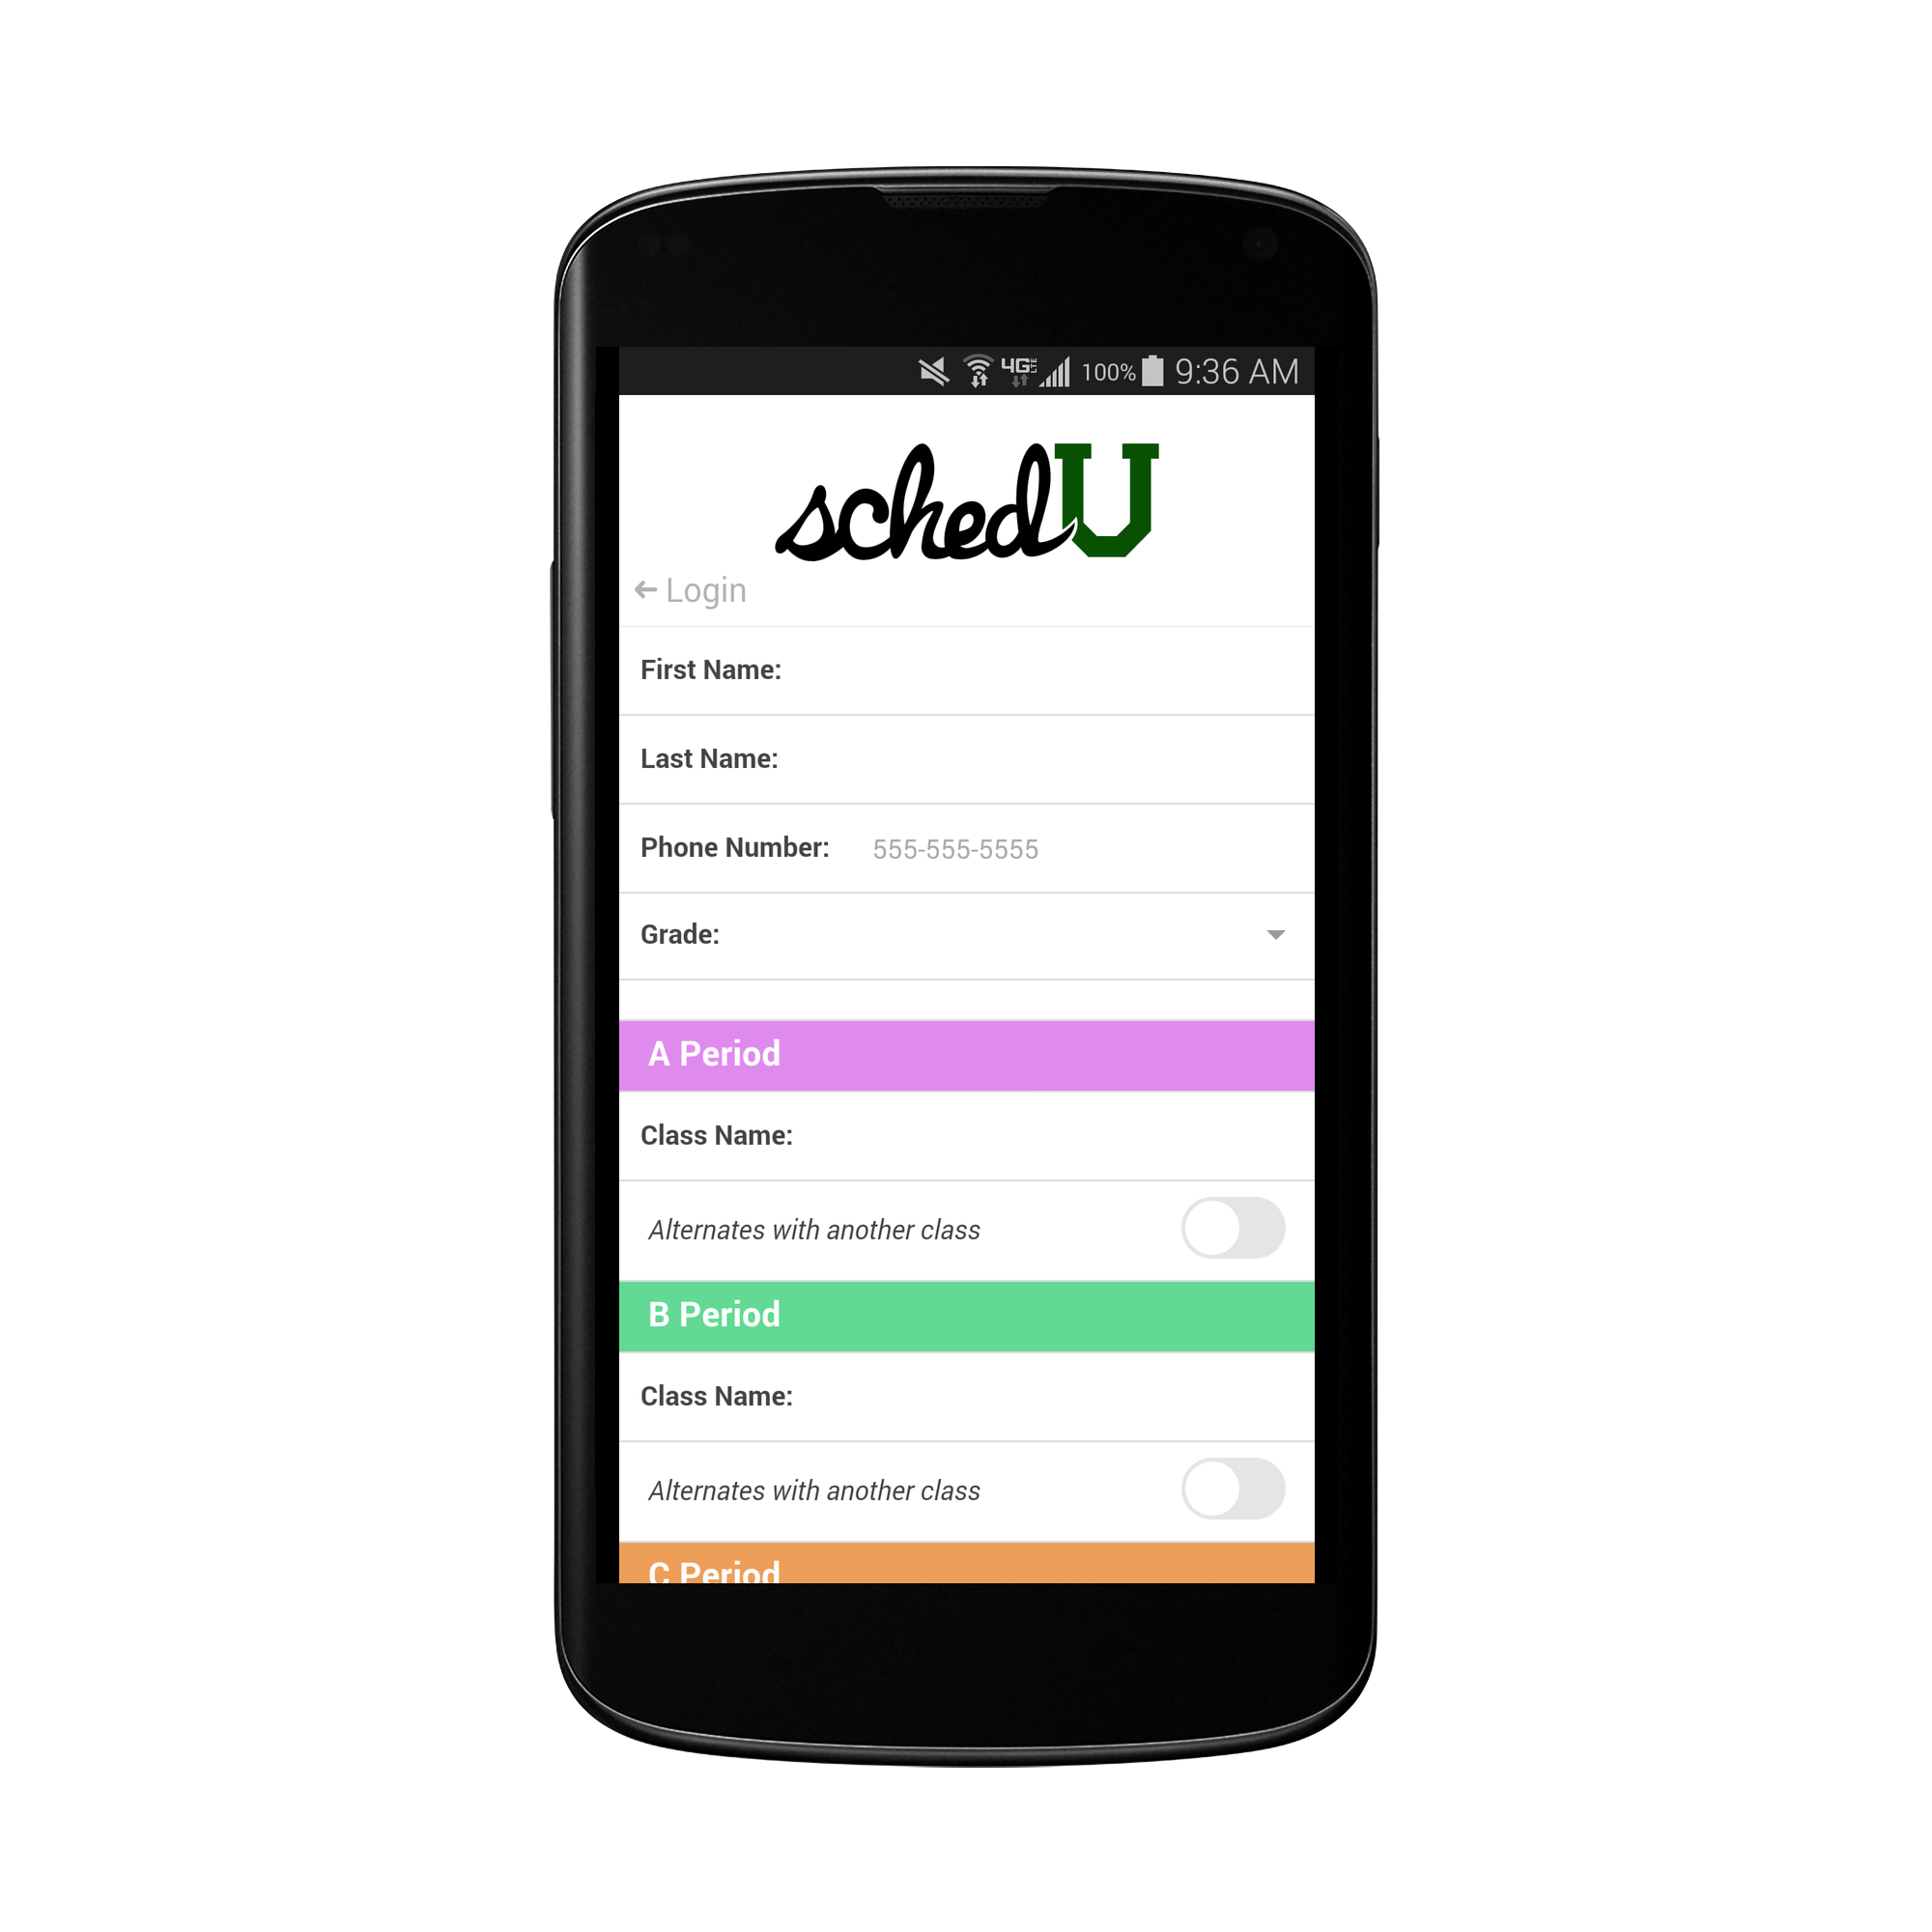 4G LTE 100% 9:36 AM
schedU
← Login
First Name:
Last Name:
Phone Number: 555-555-5555
Grade:
A Period
Class Name:
Alternates with another class
B Period
Class Name:
Alternates with another class
C Period